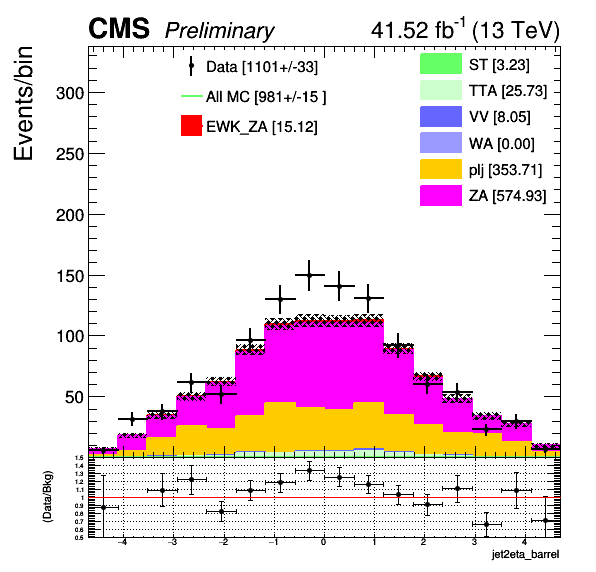 CMS Preliminary 41.52 fb-1 (13 TeV)
Events/bin
Data [1101+/-33]
All MC [981+/-15 ]
EWK_ZA [15.12]
ST [3.23]
TTA [25.73]
VV [8.05]
WA [0.00]
plj [353.71]
ZA [574.93]
300
250
200
150
100
50
(Data/Bkg)
1.5
1.4
1.3
1.2
1.1
1
0.9
0.8
0.7
0.6
0.5
−4 −3 −2 −1 0 1 2 3 4
jet2eta_barrel